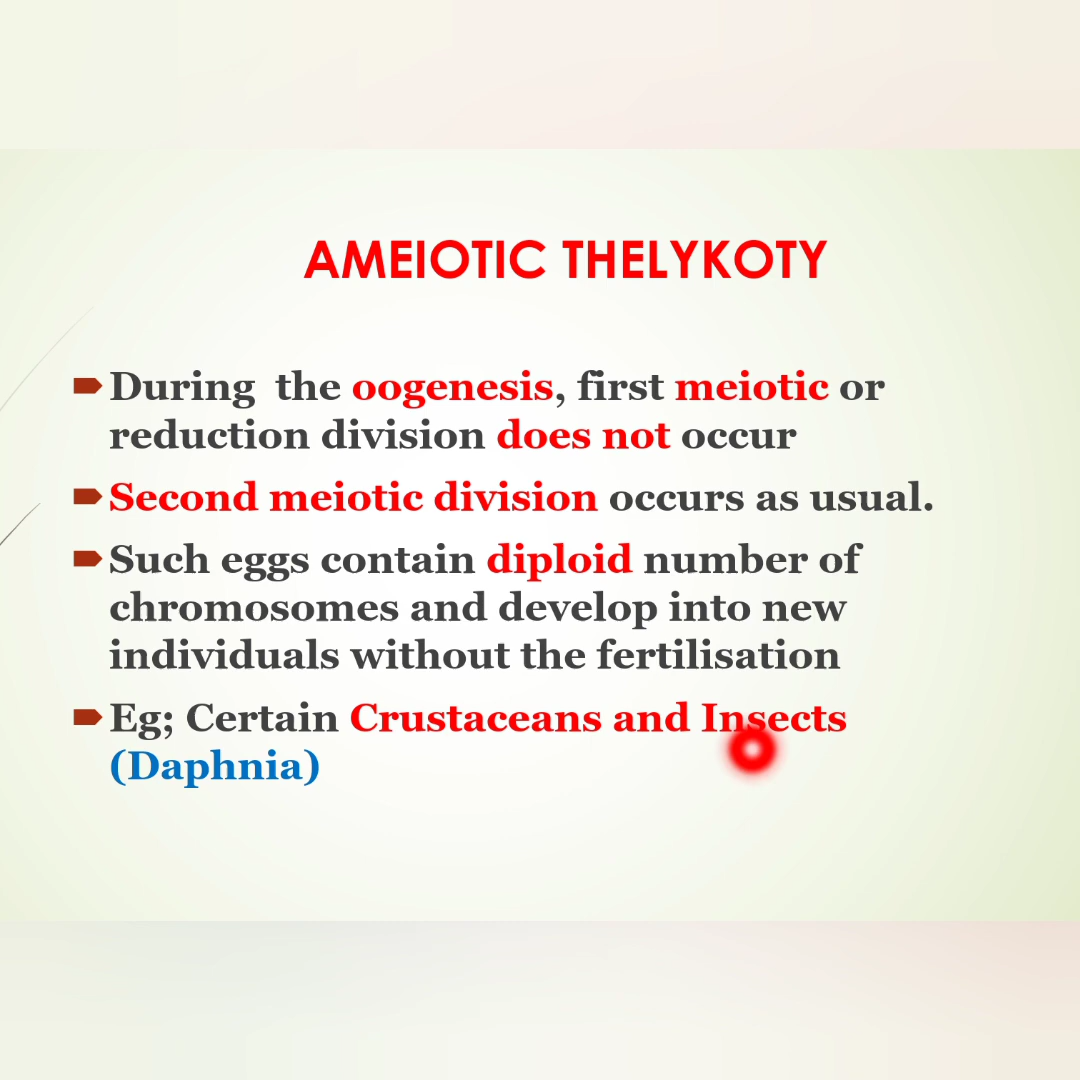 AMEIOTIC THELYKOTY
During the oogenesis, first meiotic or
reduction division does not occur
Second meiotic division occurs as usual.
Such eggs contain diploid number of
chromosomes and develop into new
individuals without the fertilisation
Eg; Certain Crustaceans and Insects
(Daphnia)